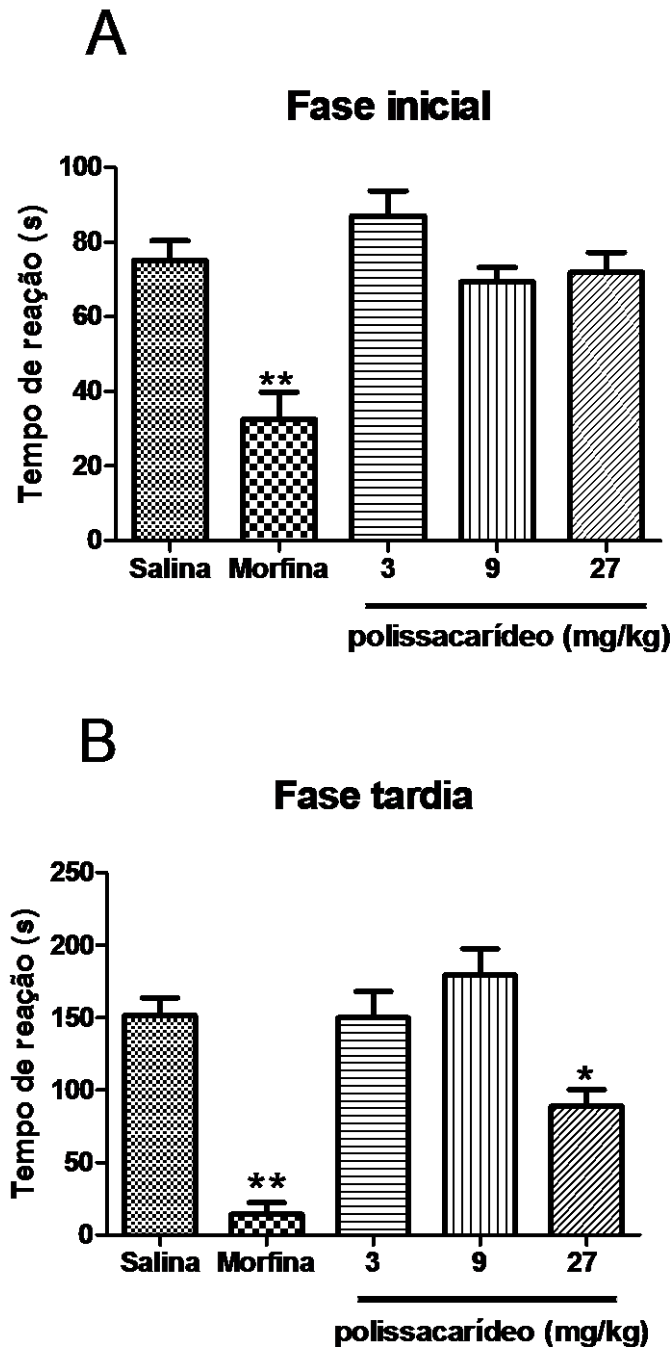 A
Fase inicial
Tempo de reação (s)
100
80
60
40
20
0
**
Salina Morfina 3 9 27
polissacarídeo (mg/kg)
B
Fase tardia
Tempo de reação (s)
250
200
150
100
50
0
**
*
Salina Morfina 3 9 27
polissacarídeo (mg/kg)